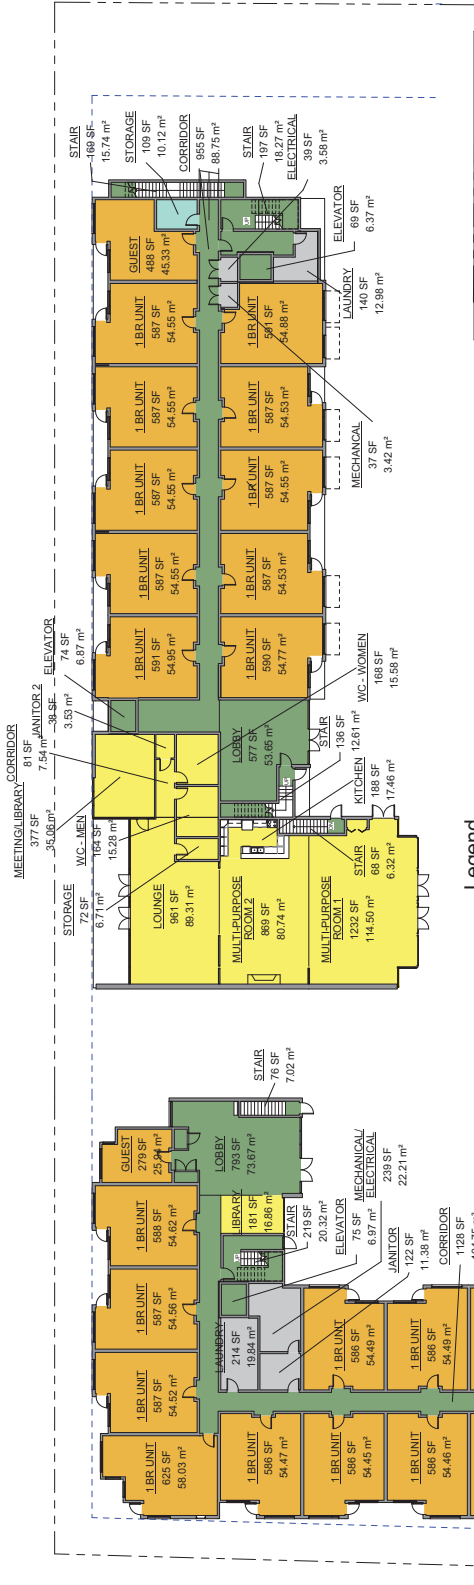 STAIR
169 SF
15.74 m²
STORAGE
109 SF
10.12 m²
CORRIDOR
955 SF
88.75 m²
STAIR
197 SF
18.27 m²
ELECTRICAL
39 SF
3.58 m²
ELEVATOR
69 SF
6.37 m²
LAUNDRY
140 SF
12.98 m²
MECHANCAL
37 SF
3.42 m²
GUEST
488 SF
45.33 m²
1 BR UNIT
587 SF
54.55 m²
1 BR UNIT
591 SF
54.88 m²
1 BR UNIT
587 SF
54.55 m²
1 BR UNIT
587 SF
54.53 m²
1 BR UNIT
587 SF
54.55 m²
1 BR UNIT
587 SF
54.55 m²
1 BR UNIT
587 SF
54.55 m²
1 BR UNIT
587 SF
54.53 m²
1 BR UNIT
591 SF
54.95 m²
1 BR UNIT
590 SF
54.77 m²
ELEVATOR
74 SF
6.87 m²
JANITOR 2
38 SF
3.53 m²
CORRIDOR
81 SF
7.54 m²
MEETING/LIBRARY
377 SF
35.06 m²
WC - MEN
164 SF
15.28 m²
STORAGE
72 SF
6.71 m²
WC - WOMEN
168 SF
15.58 m²
LOBBY
577 SF
53.65 m²
STAIR
136 SF
12.61 m²
KITCHEN
188 SF
17.46 m²
STAIR
68 SF
6.32 m²
LOUNGE
961 SF
89.31 m²
MULTI-PURPOSE
ROOM 2
869 SF
80.74 m²
MULTI-PURPOSE
ROOM 1
1232 SF
114.50 m²
Legend
STAIR
76 SF
7.02 m²
GUEST
279 SF
LOBBY
793 SF
73.67 m²
LIBRARY
181 SF
16.86 m²
STAIR
219 SF
20.32 m²
ELEVATOR
75 SF
6.97 m²
MECHANICAL/
ELECTRICAL
239 SF
22.21 m²
JANITOR
122 SF
11.38 m²
CORRIDOR
1128 SF
LAUNDRY
214 SF
19.84 m²
1 BR UNIT
588 SF
54.62 m²
1 BR UNIT
587 SF
54.56 m²
1 BR UNIT
587 SF
54.52 m²
1 BR UNIT
625 SF
58.03 m²
1 BR UNIT
586 SF
54.49 m²
1 BR UNIT
586 SF
54.49 m²
1 BR UNIT
586 SF
54.47 m²
1 BR UNIT
586 SF
54.45 m²
1 BR UNIT
586 SF
54.46 m²